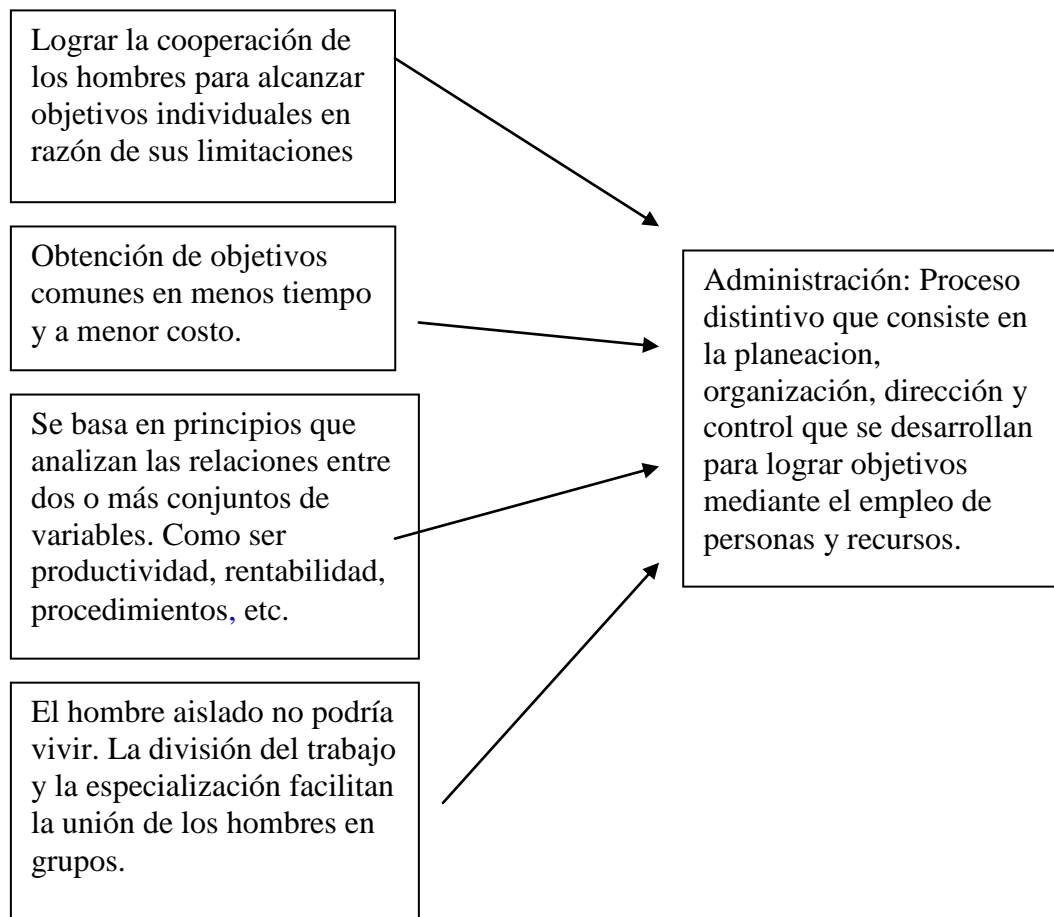 Lograr la cooperación de
los hombres para alcanzar
objetivos individuales en
razón de sus limitaciones
Obtención de objetivos
comunes en menos tiempo
y a menor costo.
Se basa en principios que
analizan las relaciones entre
dos o más conjuntos de
variables. Como ser
productividad, rentabilidad,
procedimientos, etc.
El hombre aislado no podría
vivir. La división del trabajo
y la especialización facilitan
la unión de los hombres en
grupos.
Administración: Proceso
distintivo que consiste en
la planeacion,
organización, dirección y
control que se desarrollan
para lograr objetivos
mediante el empleo de
personas y recursos.